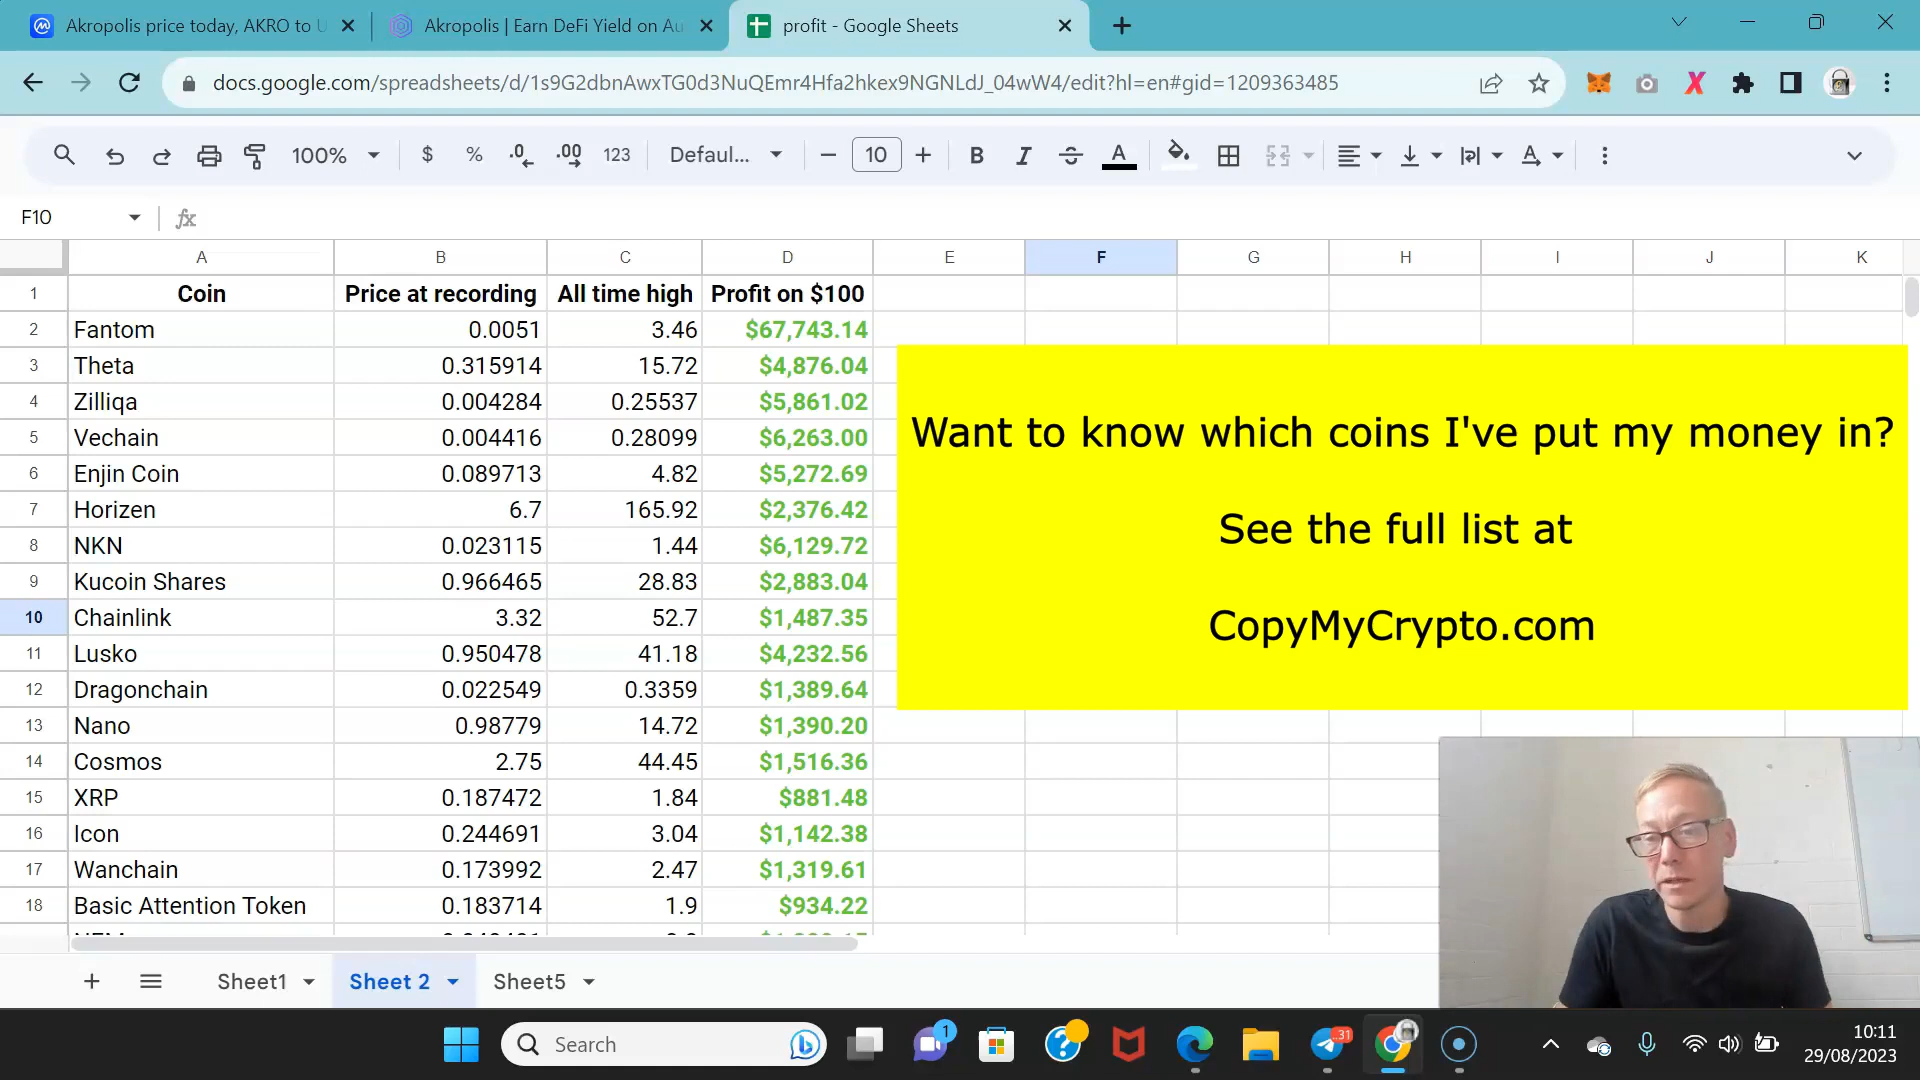 Akropolis price today, AKRO to U
Akropolis | Earn DeFi Yield on Au
profit - Google Sheets
docs.google.com/spreadsheets/d/1s9G2dbnAwxTG0d3NuQEmr4Hfa2hkex9NGNLdJ_04wW4/edit?hl=en#gid=1209363485
100% $ % .0 .00 123 Defaul... 10 B I A
F10 fx
A B C D E F G H I J K
1 Coin Price at recording All time high Profit on $100
2 Fantom 0.0051 3.46 $67,743.14
3 Theta 0.315914 15.72 $4,876.04
4 Zilliqa 0.004284 0.25537 $5,861.02
5 Vechain 0.004416 0.28099 $6,263.00
6 Enjin Coin 0.089713 4.82 $5,272.69
7 Horizen 6.7 165.92 $2,376.42
8 NKN 0.023115 1.44 $6,129.72
9 Kucoin Shares 0.966465 28.83 $2,883.04
10 Chainlink 3.32 52.7 $1,487.35
11 Lusko 0.950478 41.18 $4,232.56
12 Dragonchain 0.022549 0.3359 $1,389.64
13 Nano 0.98779 14.72 $1,390.20
14 Cosmos 2.75 44.45 $1,516.36
15 XRP 0.187472 1.84 $881.48
16 Icon 0.244691 3.04 $1,142.38
17 Wanchain 0.173992 2.47 $1,319.61
18 Basic Attention Token 0.183714 1.9 $934.22
Want to know which coins I've put my money in?
See the full list at
CopyMyCrypto.com
Sheet1 Sheet 2 Sheet5
Search
1
31
10:11
29/08/2023